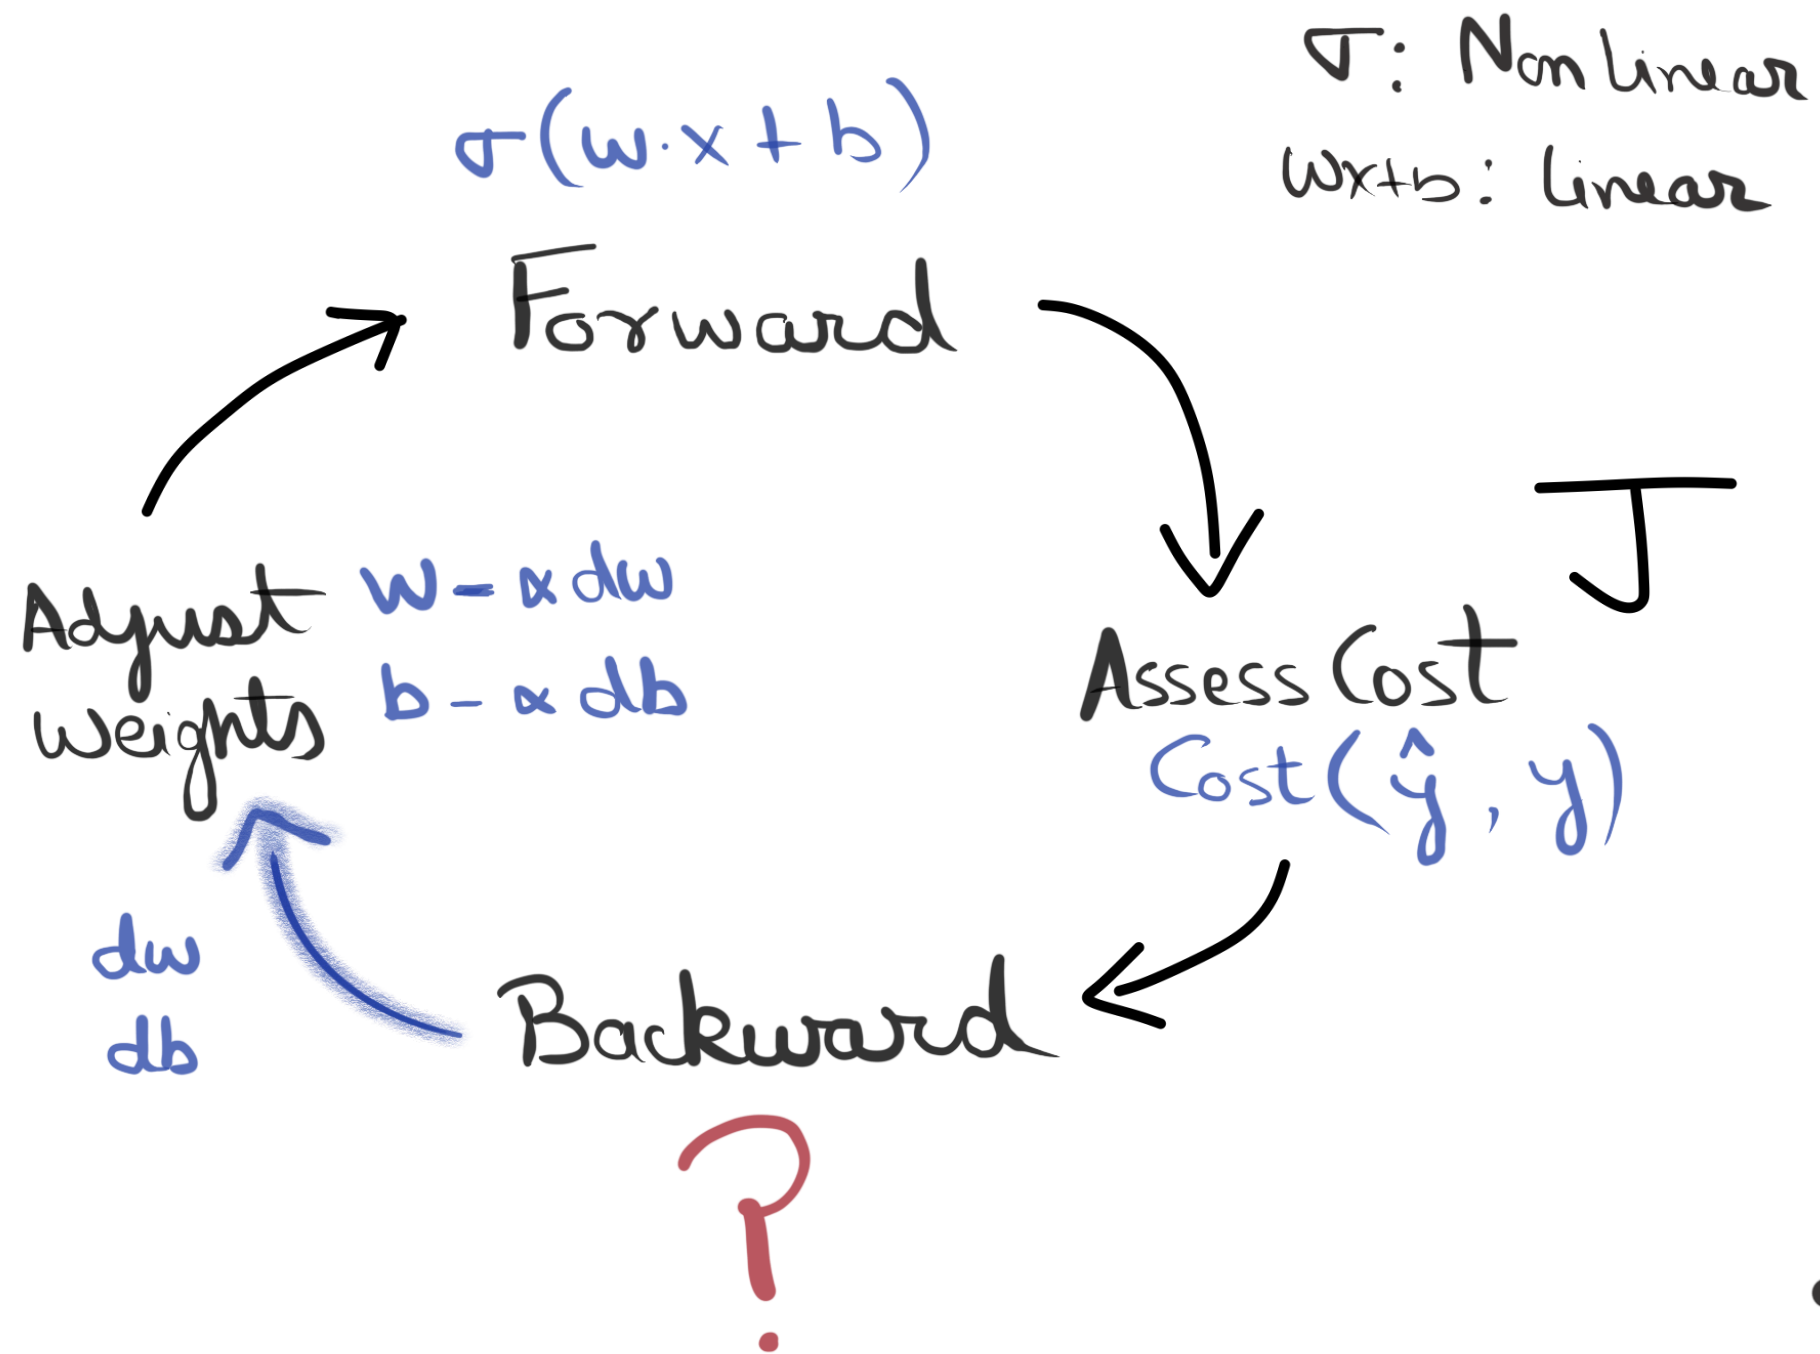 σ: Non linear
wx+b: linear
σ(w·x+b)
Forward
J
Adjust
weights
w - α dw
b - α db
Assess Cost
Cost(ŷ, y)
dw
db
Backward
?